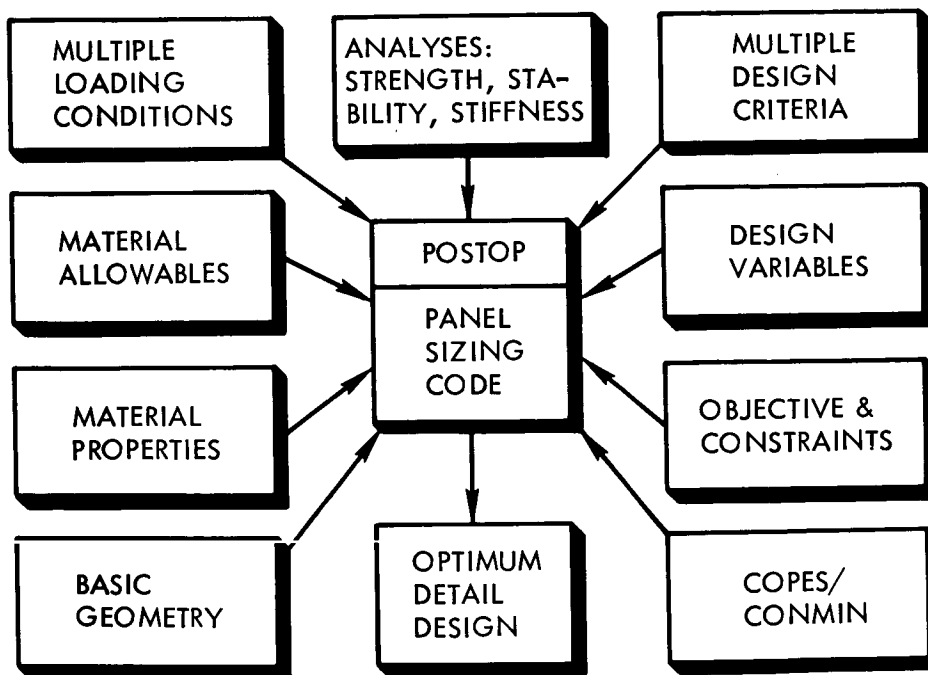 MULTIPLE
LOADING
CONDITIONS
ANALYSES:
STRENGTH, STA-
BILITY, STIFFNESS
MULTIPLE
DESIGN
CRITERIA
MATERIAL
ALLOWABLES
POSTOP
PANEL
SIZING
CODE
DESIGN
VARIABLES
MATERIAL
PROPERTIES
OBJECTIVE &
CONSTRAINTS
BASIC
GEOMETRY
OPTIMUM
DETAIL
DESIGN
COPES/
CONMIN